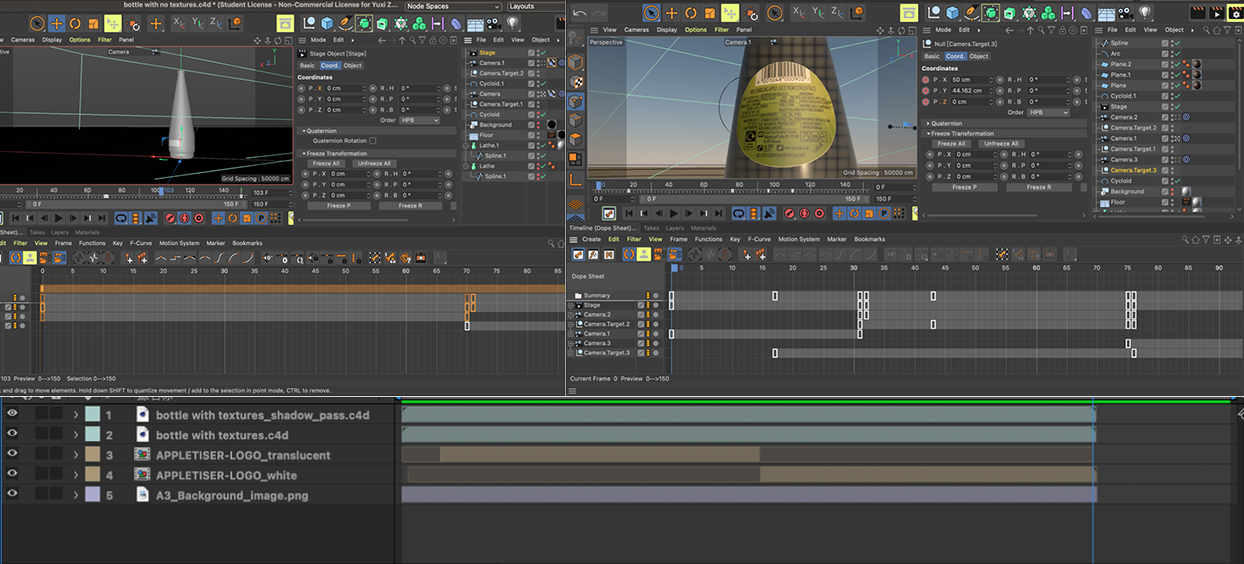 bottle with no textures.c4d * (Student License - Non-Commercial License for Yuxi Z...
Node Spaces
Layouts
Cameras Display Options Filter Panel
Camera
Grid Spacing : 50000 cm
Mode Edit
Stage Object [Stage]
Basic Coord. Object
Coordinates
P . X 0 cm R . H 0 °
P . Y 0 cm R . P 0 °
P . Z 0 cm R . B 0 °
Order HPB
Quaternion
Quaternion Rotation
Freeze Transformation
Freeze All Unfreeze All
P . X 0 cm R . H 0 °
P . Y 0 cm R . P 0 °
P . Z 0 cm R . B 0 °
Freeze P Freeze R
File Edit View Object
Stage
Camera.1
Camera.Target.2
Cycloid.1
Camera
Camera.Target.1
Cycloid
Background
Floor
Lathe.1
Spline.1
Lathe
Spline.1
20 40 60 80 100 103 120 140 103 F
0 F 150 F 150 F
Sheet)... Takes Layers Materials
Filter View Frame Functions Key F-Curve Motion System Marker Bookmarks
0 5 10 15 20 25 30 35 40 45 50 55 60 65 70 75 80
103 Preview 0-->150 Selection 0-->0
and drag to move elements. Hold down SHIFT to quantize movement / add to the selection in point mode, CTRL to remove.
View Cameras Display Options Filter Panel
Perspective
Camera.1
Grid Spacing : 50000 cm
Mode Edit
Null [Camera.Target.3]
Basic Coord. Object
Coordinates
P . X 50 cm R . H 0 °
P . Y 44.162 cm R . P 0 °
P . Z 0 cm R . B 0 °
Order HPB
Quaternion
Freeze Transformation
Freeze All Unfreeze All
P . X 0 cm R . H 0 °
P . Y 0 cm R . P 0 °
P . Z 0 cm R . B 0 °
Freeze P Freeze R
File Edit View Object
Spline
Arc
Plane.2
Plane.1
Plane
Cycloid.1
Stage
Camera.2
Camera.Target.2
Camera.1
Camera.Target.1
Camera.3
Camera.Target.3
Cycloid
Background
Floor
0 50 100 150 0 F
0 F 0 F 150 F 150 F
Timeline (Dope Sheet)... Takes Layers Materials
Create Edit Filter View Frame Functions Key F-Curve Motion System Marker Bookmarks
Dope Sheet
0 5 10 15 20 25 30 35 40 45 50 55 60 65 70 75 80 85 90
Summary
Stage
Camera.2
Camera.Target.2
Camera.1
Camera.3
Camera.Target.3
Current Frame 0 Preview 0-->150
1 bottle with textures_shadow_pass.c4d
2 bottle with textures.c4d
3 APPLETISER-LOGO_translucent
4 APPLETISER-LOGO_white
5 A3_Background_image.png